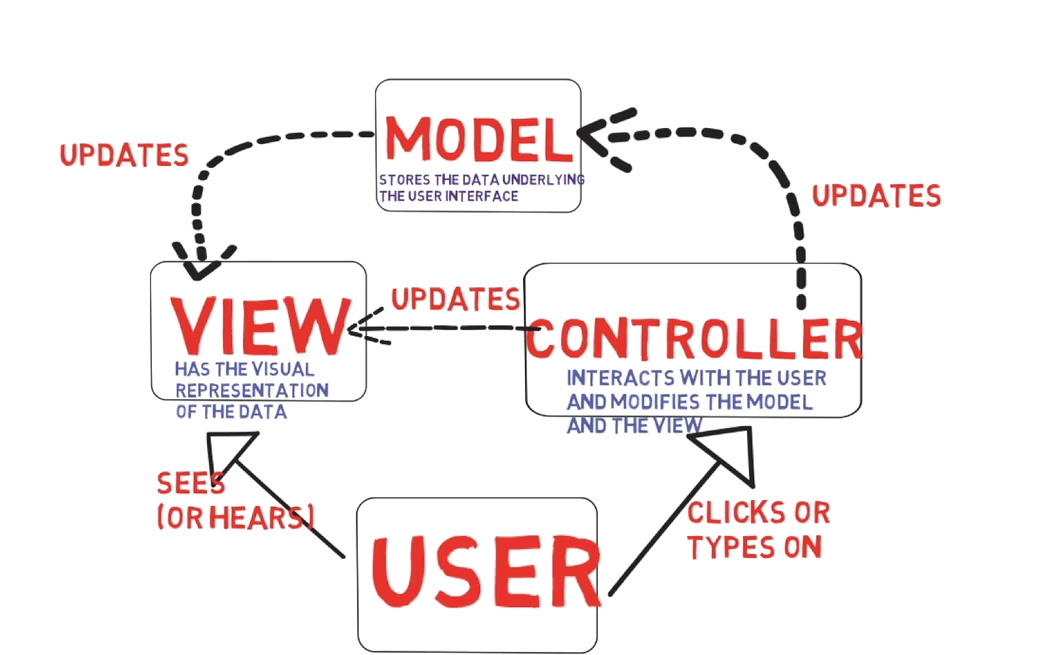 MODEL
STORES THE DATA UNDERLYING
THE USER INTERFACE
UPDATES
UPDATES
VIEW
HAS THE VISUAL
REPRESENTATION
OF THE DATA
UPDATES
CONTROLLER
INTERACTS WITH THE USER
AND MODIFIES THE MODEL
AND THE VIEW
SEES
(OR HEARS)
CLICKS OR
TYPES ON
USER